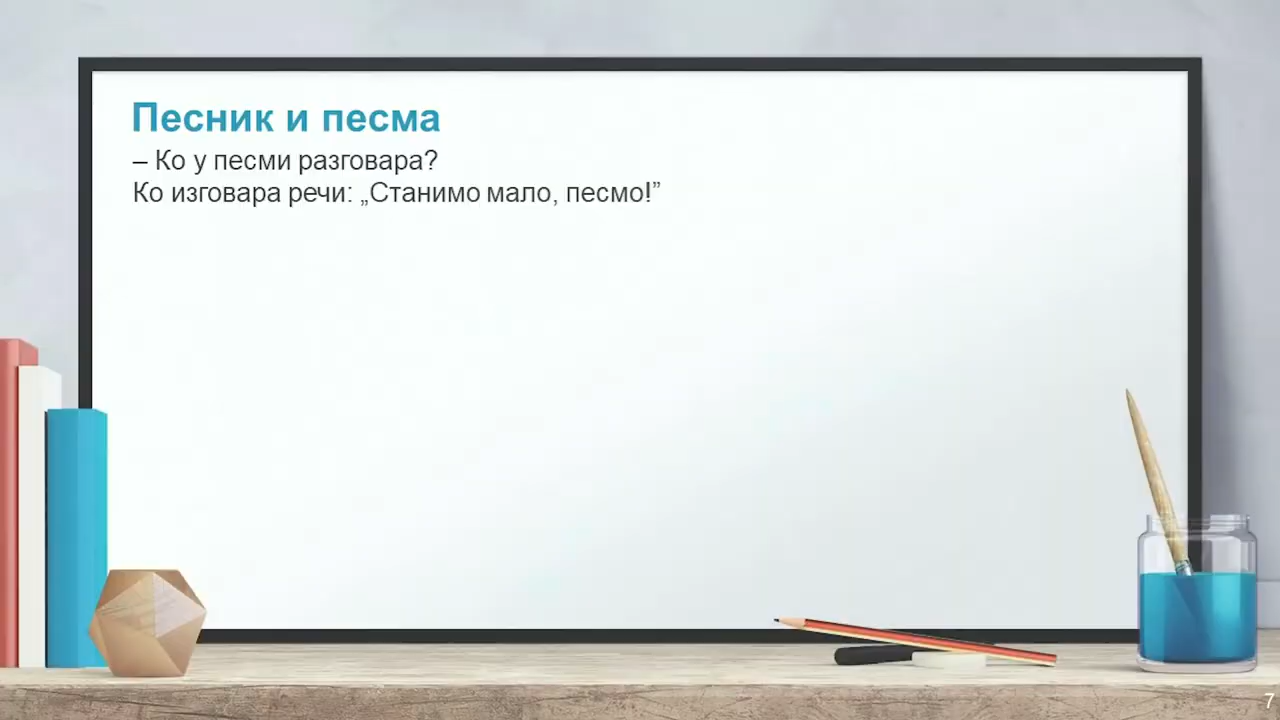 Песник и песма
– Ко у песми разговара?
Ко изговара речи: „Станимо мало, песмо!”
7